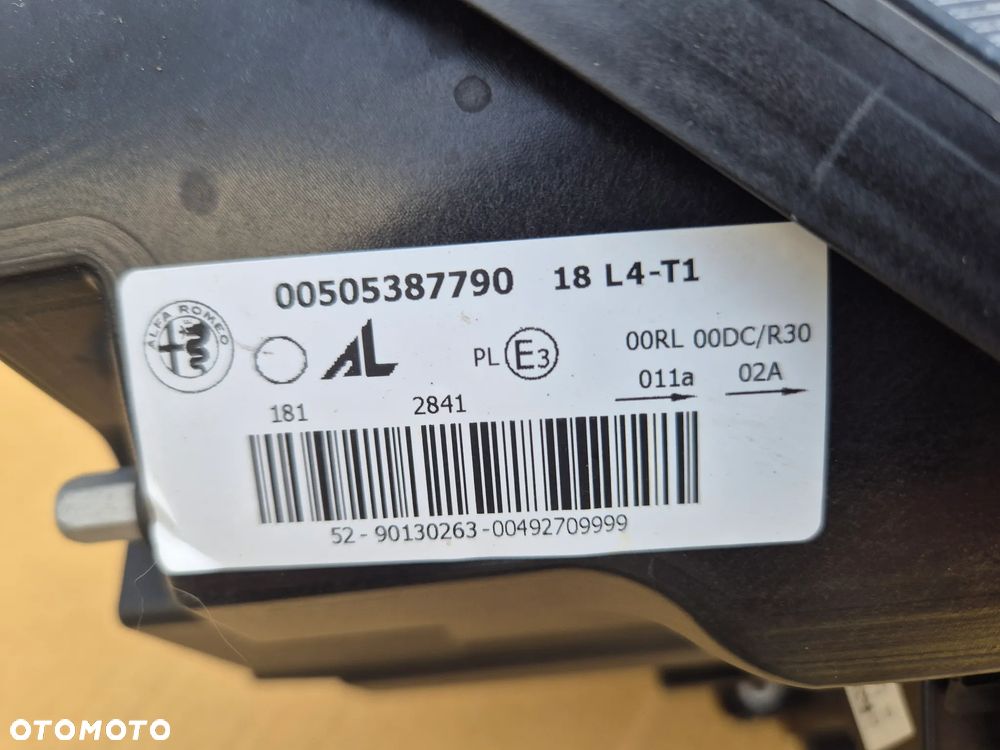 00505387790 18 L4-T1
ALFA ROMEO
AL
PL E3
00RL 00DC/R30
011a 02A
181 2841
52-90130263-00492709999
OTOMOTO